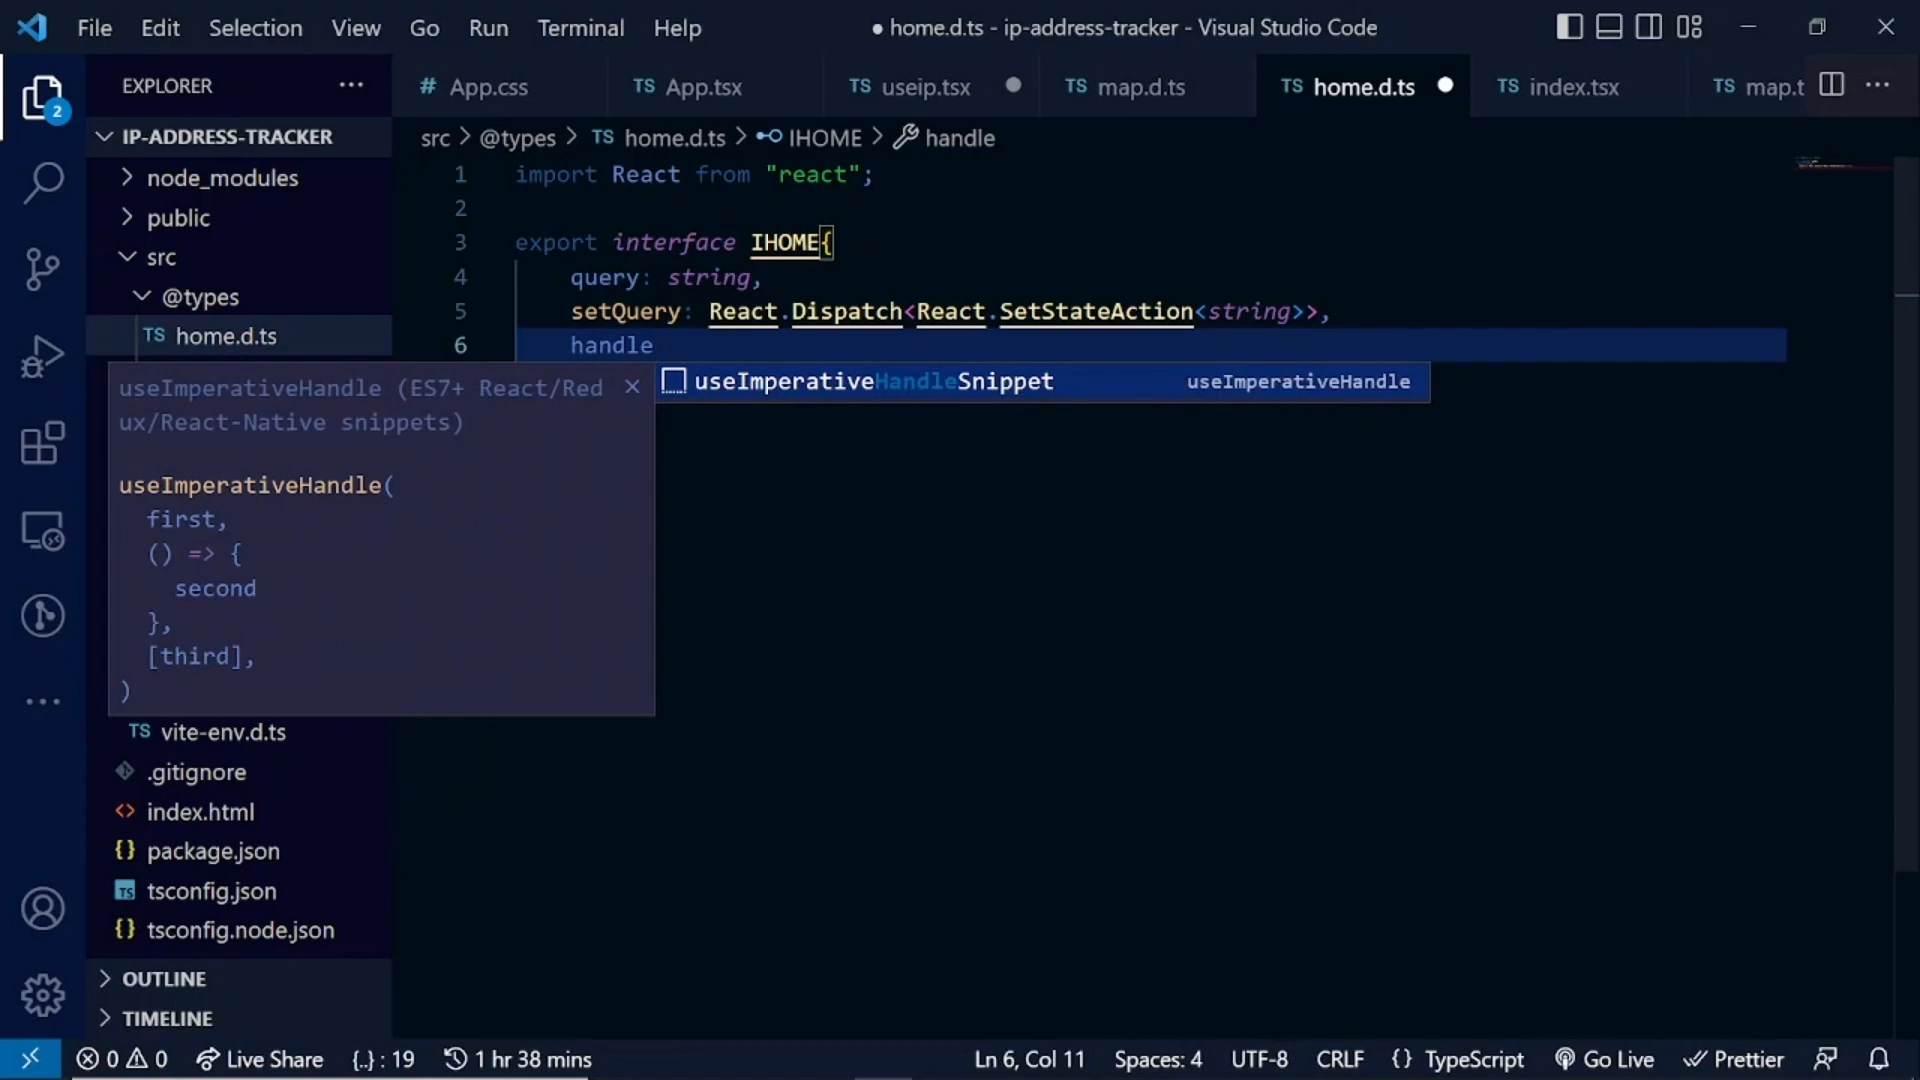 File Edit Selection View Go Run Terminal Help ● home.d.ts - ip-address-tracker - Visual Studio Code
EXPLORER ... # App.css TS App.tsx TS useip.tsx TS map.d.ts TS home.d.ts TS index.tsx TS map.t ...
IP-ADDRESS-TRACKER
src > @types > TS home.d.ts > IHOME > handle
node_modules
public
src
@types
TS home.d.ts
1 import React from "react";
2
3 export interface IHOME{
4 query: string,
5 setQuery: React.Dispatch<React.SetStateAction<string>>,
6 handle
useImperativeHandleSnippet useImperativeHandle
useImperativeHandle (ES7+ React/Red
ux/React-Native snippets)
useImperativeHandle(
first,
() => {
second
},
[third],
)
TS vite-env.d.ts
.gitignore
<> index.html
{} package.json
TS tsconfig.json
{} tsconfig.node.json
OUTLINE
TIMELINE
2
0 0 Live Share {..} : 19 1 hr 38 mins Ln 6, Col 11 Spaces: 4 UTF-8 CRLF {} TypeScript Go Live Prettier